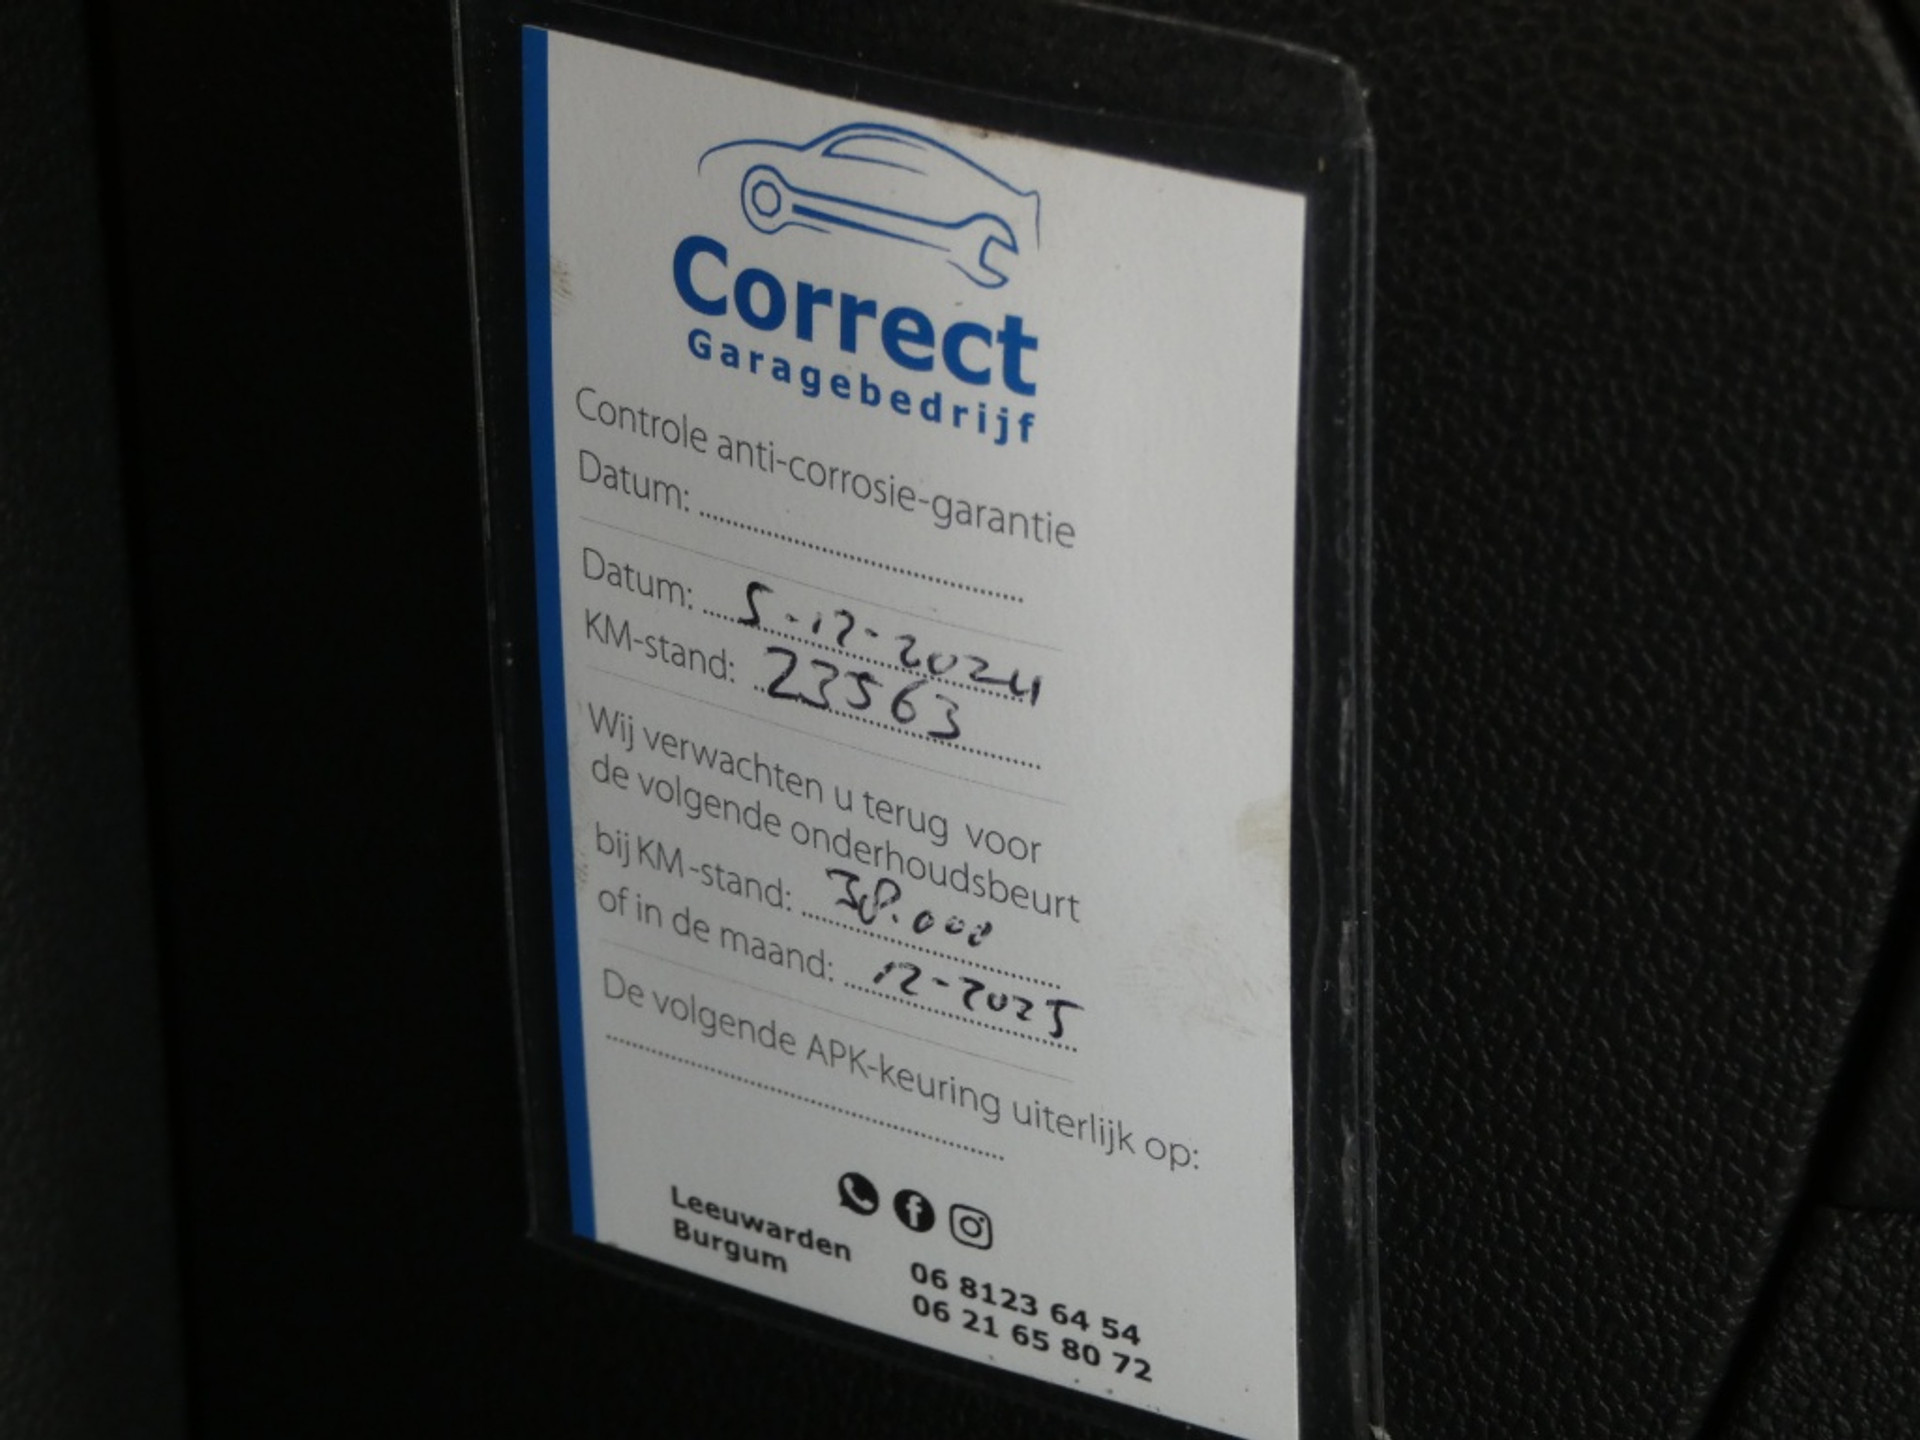 Correct
Garagebedrijf
Controle anti-corrosie-garantie
Datum: ........................................
Datum: 5-12-2024
KM-stand: 23563
Wij verwachten u terug voor
de volgende onderhoudsbeurt
bij KM-stand: 38.000
of in de maand: 12-2025
De volgende APK-keuring uiterlijk op:
........................................
Leeuwarden 06 8123 64 54
Burgum 06 21 65 80 72